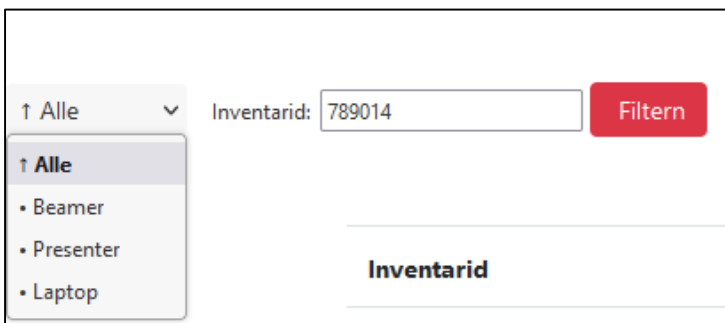 ↑ Alle Inventarid: 789014 Filtern
↑ Alle
• Beamer
• Presenter
• Laptop
Inventarid